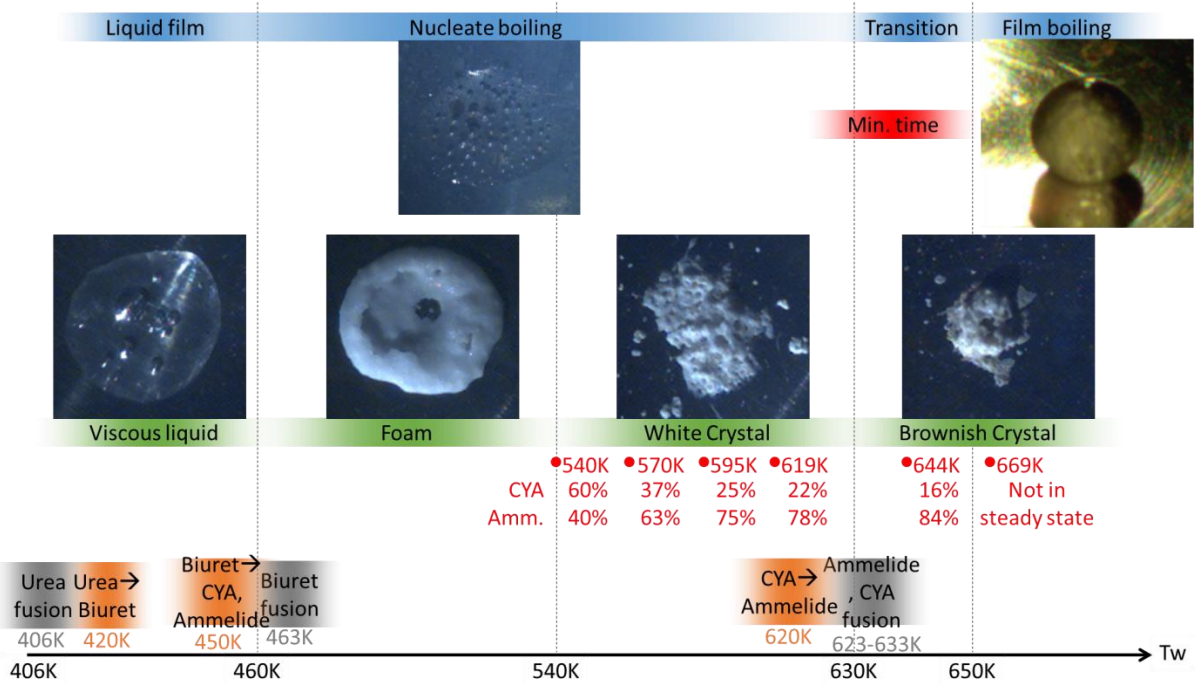 Liquid film
Nucleate boiling
Transition
Film boiling
Min. time
Viscous liquid
Foam
White Crystal
Brownish Crystal
540K 570K 595K 619K 644K 669K
CYA 60% 37% 25% 22% 16% Not in
Amm. 40% 63% 75% 78% 84% steady state
Urea
fusion
406K
Urea→
Biuret
420K
Biuret→
CYA,
Ammelide
450K
Biuret
fusion
463K
CYA→
Ammelide
620K
Ammelide
, CYA
fusion
623-633K
Tw
406K 460K 540K 630K 650K